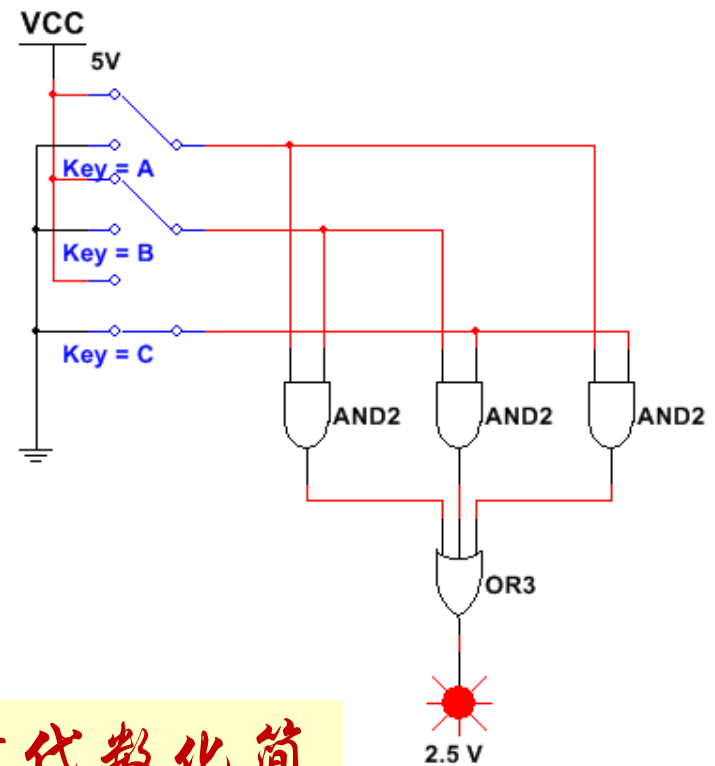 VCC
5V
Key = A
Key = B
Key = C
AND2
AND2
AND2
OR3
2.5 V
代数化简